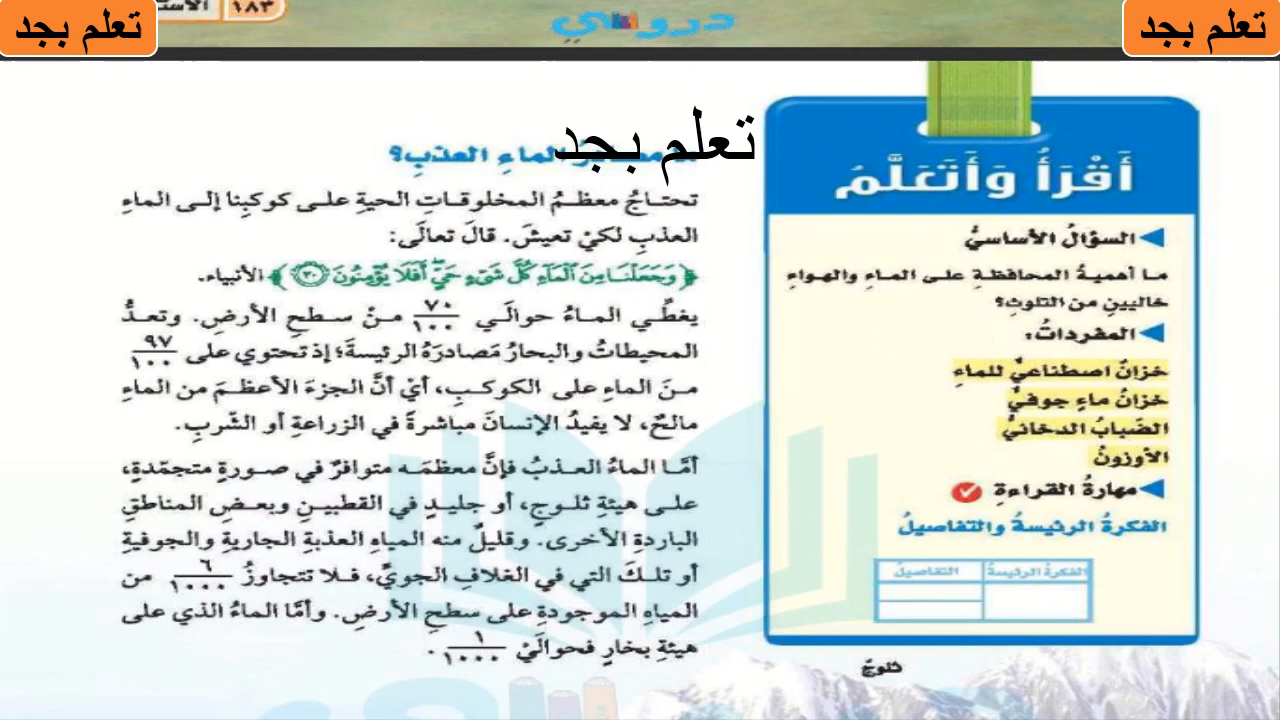 تعلم بجد
تعلم بجد
١٨٣
دروسي
تعلم بجد
أَقْرَأُ وَأَتَعَلَّمُ
السؤالُ الأساسيُّ
ما أهميةُ المحافظةِ على الماءِ والهواءِ
خاليينِ من التلوثِ؟
المفرداتُ:
خزانٌ اصطناعيٌّ للماءِ
خزانُ ماءٍ جوفيٌّ
الضّبابُ الدخانيُّ
الأوزونُ
مهارةُ القراءةِ
الفكرةُ الرئيسةُ والتفاصيلُ
الفكرةُ الرئيسةُ التفاصيلُ
ثلوجٌ
الماءِ العذبِ؟
تحتاجُ معظمُ المخلوقاتِ الحيةِ على كوكبِنا إلى الماءِ
العذبِ لكيْ تعيشَ. قالَ تعالَى:
﴿وَجَعَلْنَا مِنَ ٱلْمَآءِ كُلَّ شَىْءٍ حَيٍّ أَفَلَا يُؤْمِنُونَ ٣٠﴾ الأنبياء.
يغطِّي الماءُ حوالَي ٧٠/١٠٠ منْ سطحِ الأرضِ. وتعدُّ
المحيطاتُ والبحارُ مَصادرَهُ الرئيسةَ؛ إذ تحتوي على ٩٧/١٠٠
منَ الماءِ على الكوكبِ، أيْ أنَّ الجزءَ الأعظمَ من الماءِ
مالحٌ، لا يفيدُ الإنسانَ مباشرةً في الزراعةِ أو الشّربِ.
أمَّا الماءُ العذبُ فإنَّ معظمَه متوافرٌ في صورةٍ متجمّدةٍ،
على هيئةِ ثلوجٍ، أو جليدٍ في القطبينِ وبعضِ المناطقِ
الباردةِ الأخرى. وقليلٌ منه المياهِ العذبةِ الجاريةِ والجوفيةِ
أو تلكَ التي في الغلافِ الجويِّ، فلا تتجاوزُ ٦/١٠٠٠ من
المياهِ الموجودةِ على سطحِ الأرضِ. وأمَّا الماءُ الذي على
هيئةِ بخارٍ فحوالَيْ ١/١٠٠٠.